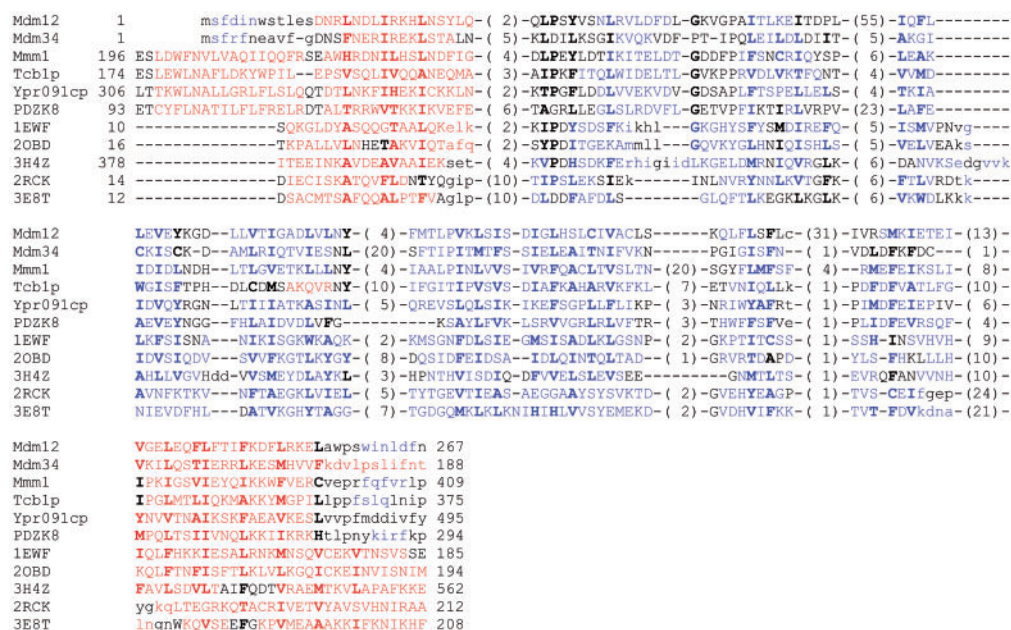 Mdm12 1 msfdinwstlesDNRLNDLIRKHLNSYLQ-( 2)-QLPSYVSNLRVLDFDL-GKVGPAITLKEITDPL-(55)-IQFL-------
Mdm34 1 msfrfneavf-gDNSFNERIREKLSTALN-( 5)-KLDILKSGIKVQKVDF-PT-IPQLEILDLDIIT-( 5)-AKGI-------
Mmm1 196 ESLDWFNVLVAQIIQQFRSEAWHRDNILHSLNDFIG-( 5)-DLPEYLDTIKITELDT-GDDFPIFSNCRIQYSP-( 6)-LEAK-------
Tcb1p 174 ESLEWLNAFLDKYWPIL-EPSVSQLIVQQANEQMA-( 3)-AIPKFITQLWIDELTL-GVKPPRVDLVKTFQNT-( 4)-VVMD-------
Ypr091cp 306 LTTKWLNALLGRLFLSLQQTDTLNKFIHEKICKKLN-( 2)-KTPGFLDDLVVEKVDV-GDSAPLFTSPELLELS-( 4)-TKIA-------
PDZK8 93 ETCYFLNATILFLFRELRDTALTRRWVTKKIKVEFE-( 6)-TAGRLLEGLSLRDVFL-GETVPFIKTIRLVRPV-(23)-LAFE-------
1EWF 10 --------------SQKGLDYASQQGTAALQKelk-( 2)-KIPDYSDSFKikhl--GKGHYSFYSMDIREFQ-( 5)-ISMVPNvg----
2OBD 16 --------------TKPALLVLNHETAKVIQTafq-( 2)-SYPDITGEKAmmll--GQVKYGLHNIQISHLS-( 5)-VELVEAks----
3H4Z 378 --------------ITEEINKAVDEAVAAIEKset-( 4)-KVPDHSDKFErhigiidLKGELDMRNIQVRGLK-( 6)-DANVKSedgvvk
2RCK 14 --------------DIECISKATQVFLDNTYQgip-(10)-TIPSLEKSIEk----INLNVRYNNLKVTGFK-( 6)-FTLVRDtk----
3E8T 12 --------------DSACMTSAFQQALPTFVAglp-(10)-DLDDFAFDLS-----GLQFTLKEGKLKGLK-( 6)-VKWDLKkk----
Mdm12 LEVEYKGD--LLVTIGADLVLNY-( 4)-FMTLPVKLSIS-DIGLHSLCIVACLS-----KQLFLSFLc-(31)-IVRSMKIETEI-(13)
Mdm34 CKISCK-D-AMLRIQTVIESNL-(20)-SFTIPITMTFS-SIELEAITNIFVKN-----PGIGISFN-----VDLDFKFDC-( 1)
Mmm1 IDIDLNDH-LTLGVETKLLLNY-( 4)-IAALPINLVVS-IVRFQACLTVSLTN-(20)-SGYFLMFSF-( 4)-RMEFEIKSLI-( 8)
Tcb1p WGISFTPH-DLCDMSAKQVRNY-(10)-IFGITIPVSVS-DIAFKAHARVKFKL-( 7)-ETVNIQLLk-( 4)-PDFDFVATLFG-(10)
Ypr091cp IDVQYRGN-LTIIIATKASINL-(20)-QREVSLQLSIK-IKEFSGPLLFLIKP-( 3)-NRIWYAFRt-( 1)-PIMDFEIEPIV-( 6)
PDZK8 AEVEYNGG--FHLAIDVDLVFG-------KSAYLFVK-LSRVVGRLRLVFTR-( 3)-THWFFSFVe-( 1)-PLIDFEVRSQF-( 4)
1EWF LKFSISNA--NIKISGKWKAQK-( 2)-KMSGNFDLSIE-GMSISADLKLGSNP-( 2)-GKPTITCSS-( 1)-SSH-INSVHVH-( 9)
2OBD IDVSIQDV--SVVFKGTLKYGY-( 8)-DQSIDFEIDSA-IDLQINTQLTAD--( 1)-GRVRTDAPD-( 1)-YLS-FHKLLLH-(10)
3H4Z AHLLVGVHdd-VVSMEYDLAYKL-( 3)-HPNTHVISDIQ-DFVVELSLEVSEE-------GNMTLTS-( 1)-EVRQFANVVNH-(10)
2RCK AVNFKTKV---NFTAEGKLVIEL-( 5)-TYTGEVTIEAS-AEGGAAYSYSVKTD-( 2)-GVEHYEAGP-( 1)-TVS-CEIfgep-(24)
3E8T NIEVDFHL--DATVKGHYTAGG-( 7)-TGDGQMKLKLKNIHIHLVVSYEMEKD-( 2)-GVDHVIFKK-( 1)-TVT-FDVkdna-(21)
Mdm12 VGELEQFLFTIFKDFLRKELawpswinldfn 267
Mdm34 VKILQSTIERRLKESMHVVFkdvlpslifnt 188
Mmm1 IPKIGSVIEYQIKKWFVERCveprfqfvrlp 409
Tcb1p IPGLMTLIQKMAKKYMGPILlppfslqlnip 375
Ypr091cp YNVVTNAIKSKFAEAVKESLvvpfmddivfy 495
PDZK8 MPQLTSIIVNQLKKIIKRKHtlpnykirfkp 294
1EWF IQLFHKKIESALRNKMNSQVCEKVTNSVSSE 185
2OBD KQLFTNFISFTLKLVLKGQICKEINVISNIM 194
3H4Z FAVLSDVLTAIFQDTVRAEMTKVLAPAFKKE 562
2RCK ygkqLTEGRKQTACRIVETVYAVSVHNIRAA 212
3E8T lngnWKQVSEEFGKPVMEAAAKKIFKNIKHF 208